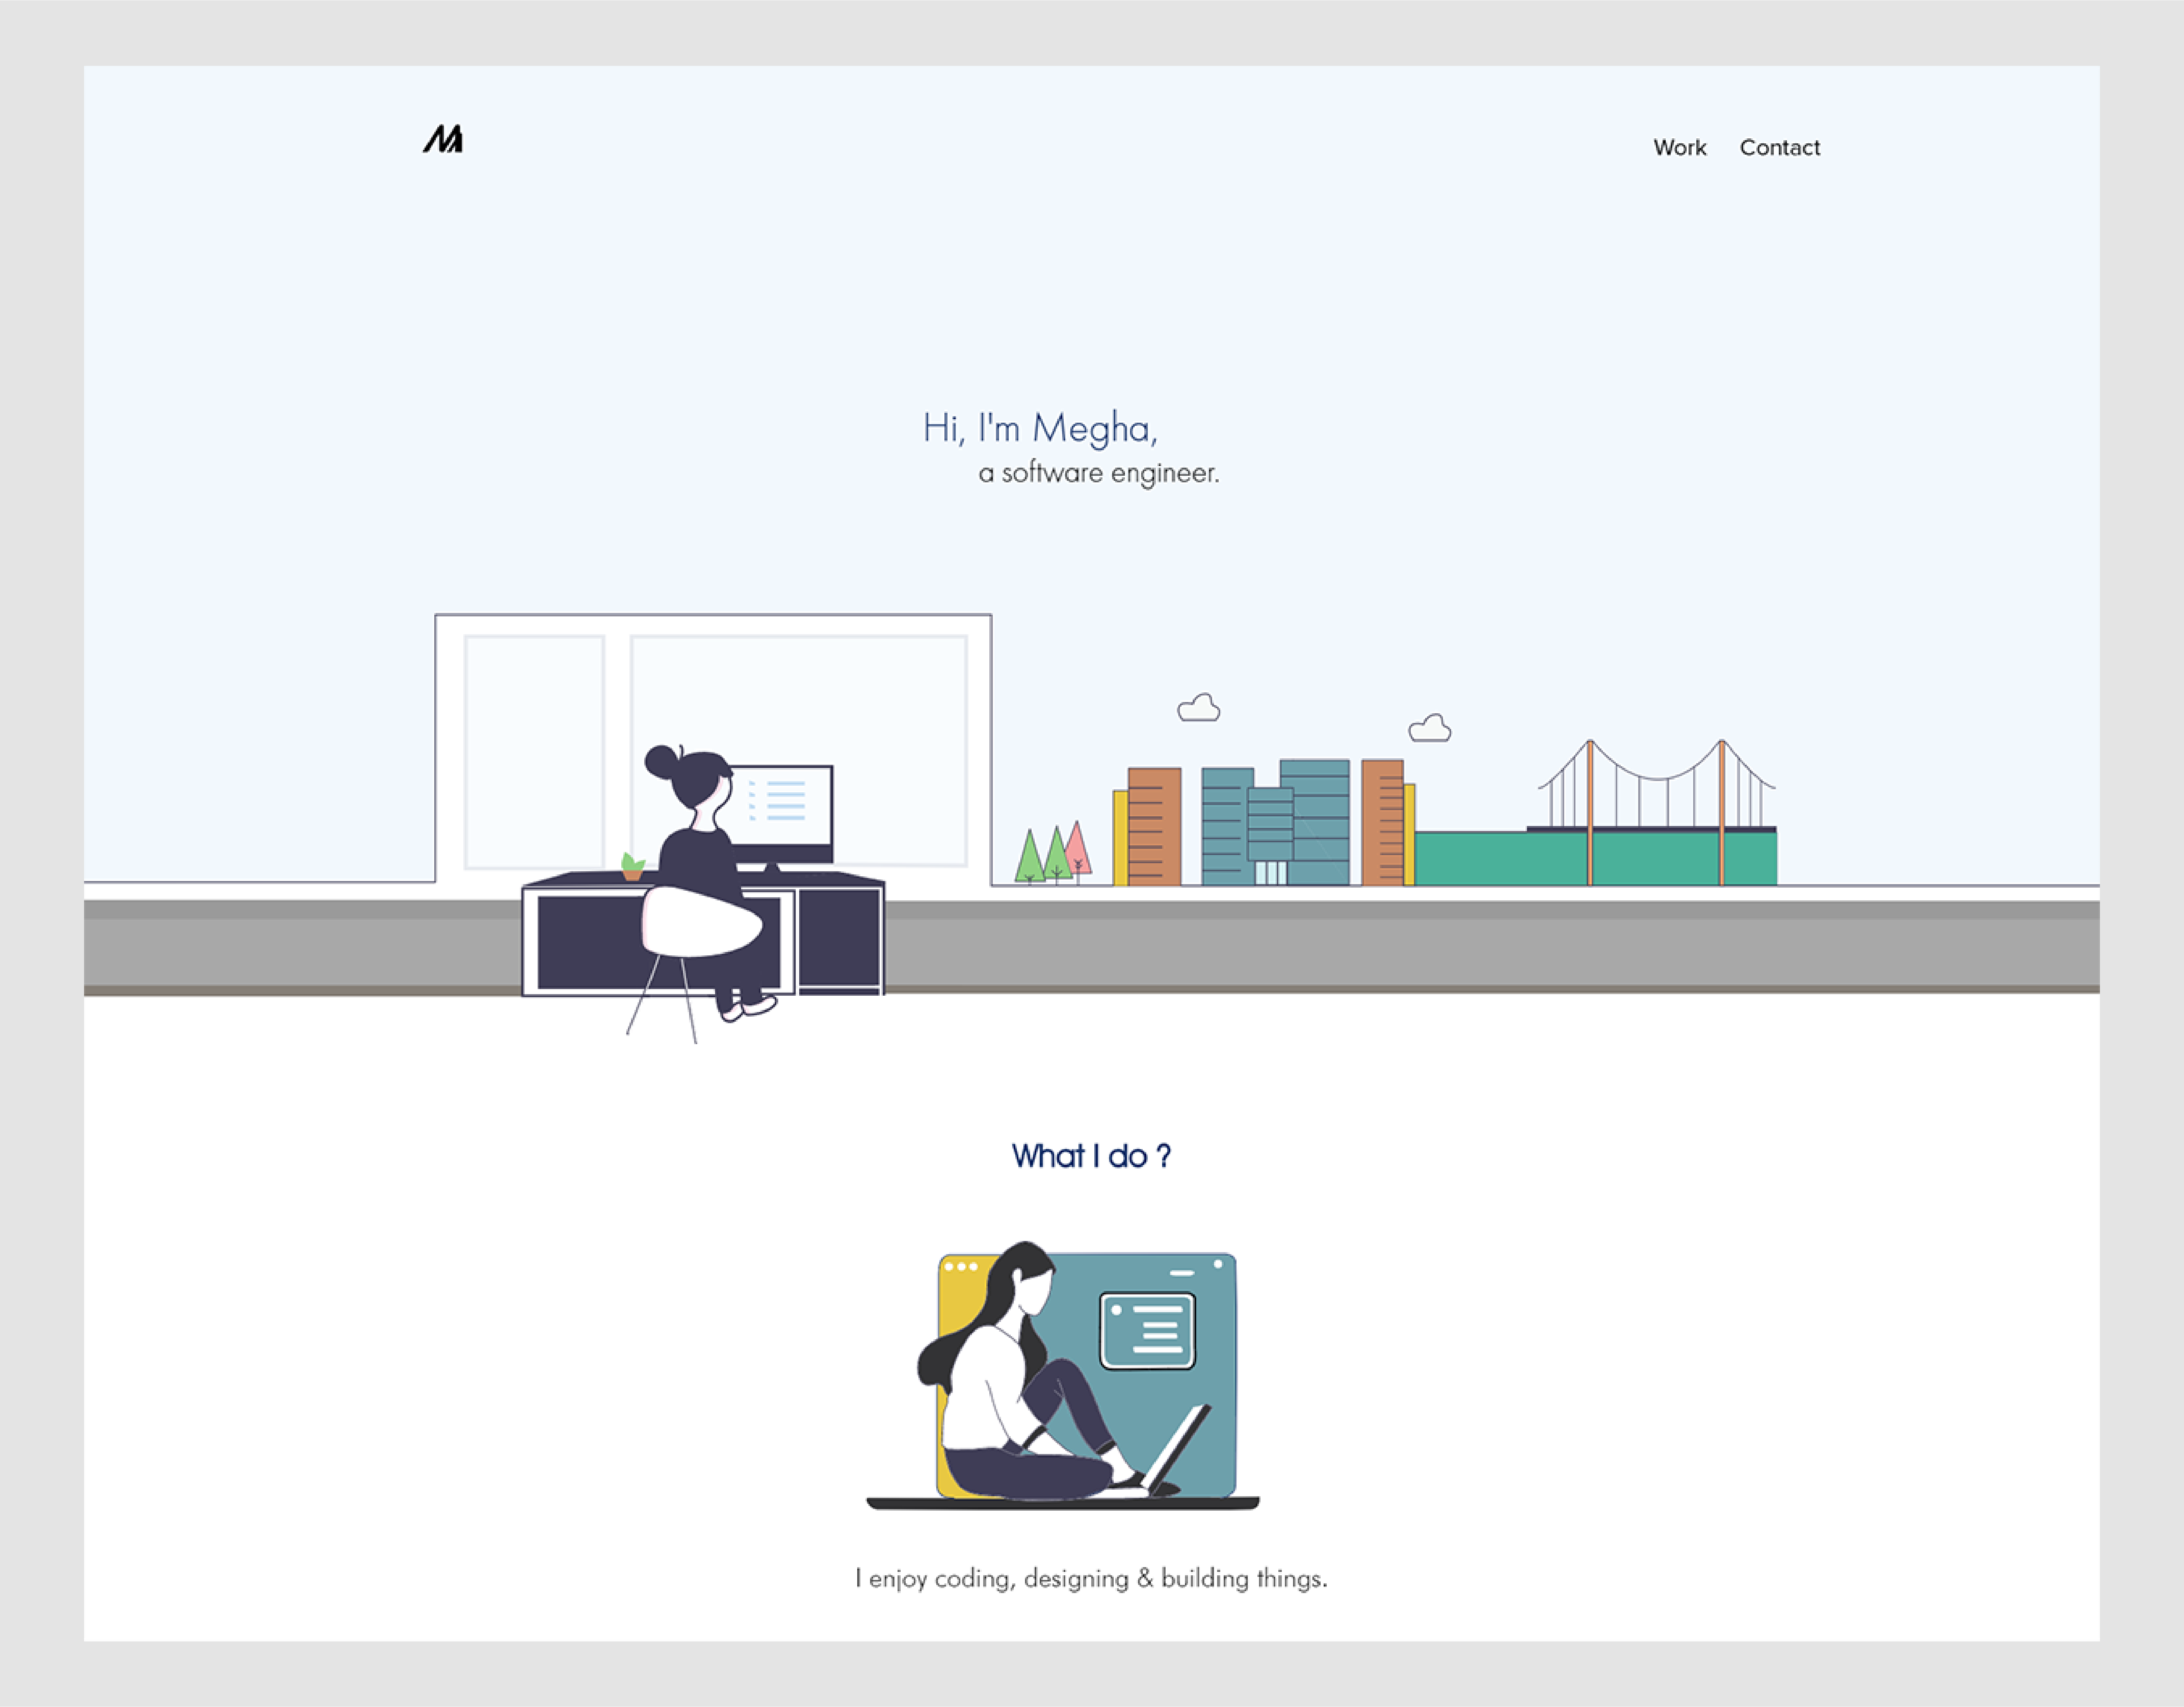 M
Work Contact
Hi, I'm Megha,
a software engineer.
What I do ?
I enjoy coding, designing & building things.